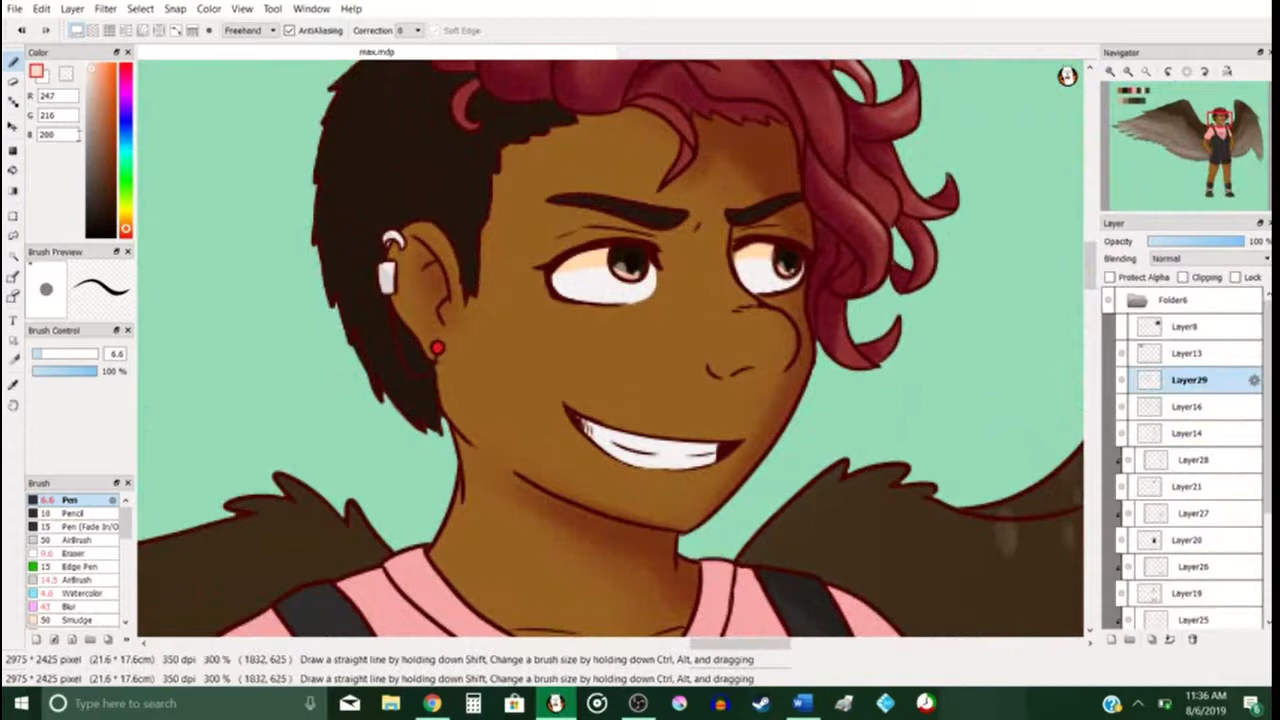 File Edit Layer Filter Select Snap Color View Tool Window Help
Freehand AntiAliasing Correction 0 Soft Edge
Color
max.mdp
Navigator
R 247
G 216
B 200
Layer
Opacity 100 %
Blending Normal
Protect Alpha Clipping Lock
Brush Preview
Folder6
Layer13
Brush Control
6.6
100 %
Layer29
Layer16
Layer14
Layer28
Layer21
Brush
6.6 Pen
10 Pencil
15 Pen (Fade In/O
50 AirBrush
9.6 Eraser
15 Edge Pen
14.5 AirBrush
4.6 Watercolor
43 Blur
50 Smudge
Layer27
Layer20
Layer26
Layer19
Layer25
2975 * 2425 pixel (21.6 * 17.6cm) 350 dpi 300 % ( 1832, 625 ) Draw a straight line by holding down Shift, Change a brush size by holding down Ctrl, Alt, and dragging
2975 * 2425 pixel (21.6 * 17.6cm) 350 dpi 300 % ( 1832, 625 ) Draw a straight line by holding down Shift, Change a brush size by holding down Ctrl, Alt, and dragging
Type here to search
11:36 AM
8/6/2019